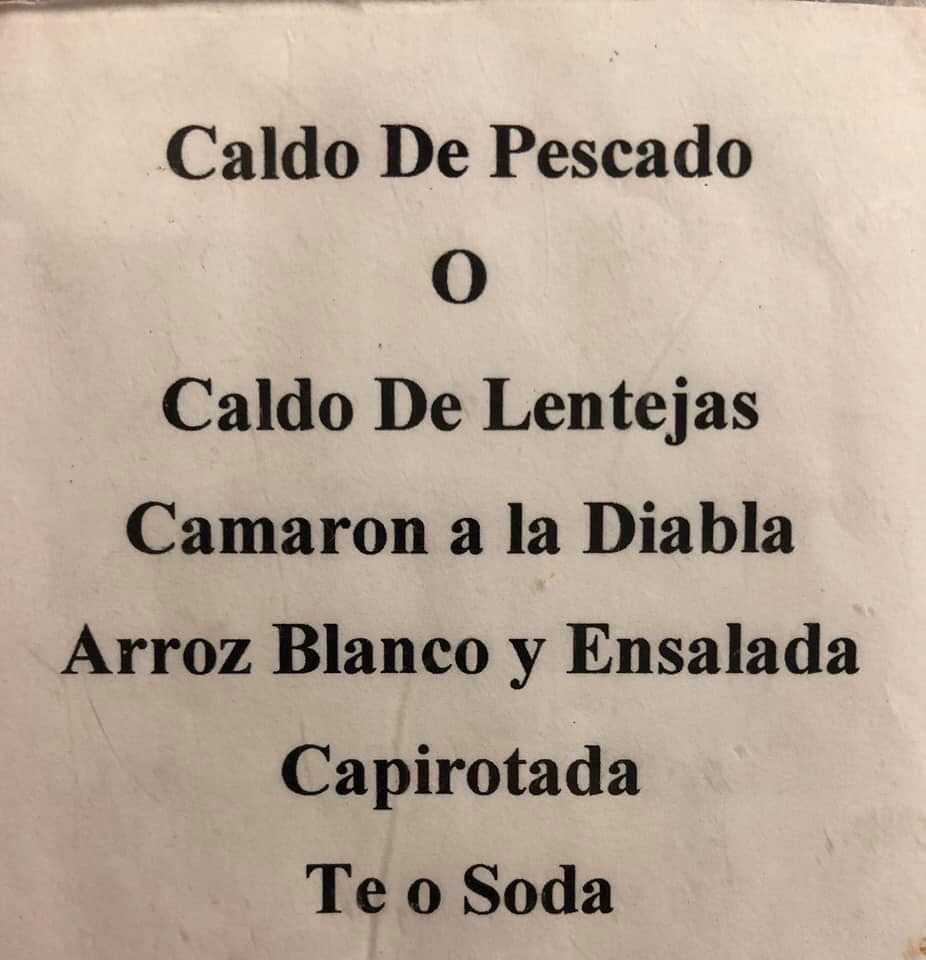 Caldo De Pescado
O
Caldo De Lentejas
Camaron a la Diabla
Arroz Blanco y Ensalada
Capirotada
Te o Soda